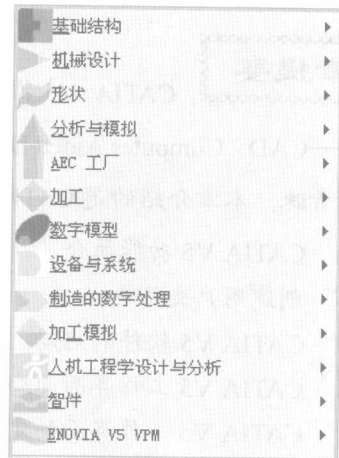 基础结构
机械设计
形状
分析与模拟
AEC 工厂
加工
数字模型
设备与系统
制造的数字处理
加工模拟
人机工程学设计与分析
智件
ENOVIA V5 VPM